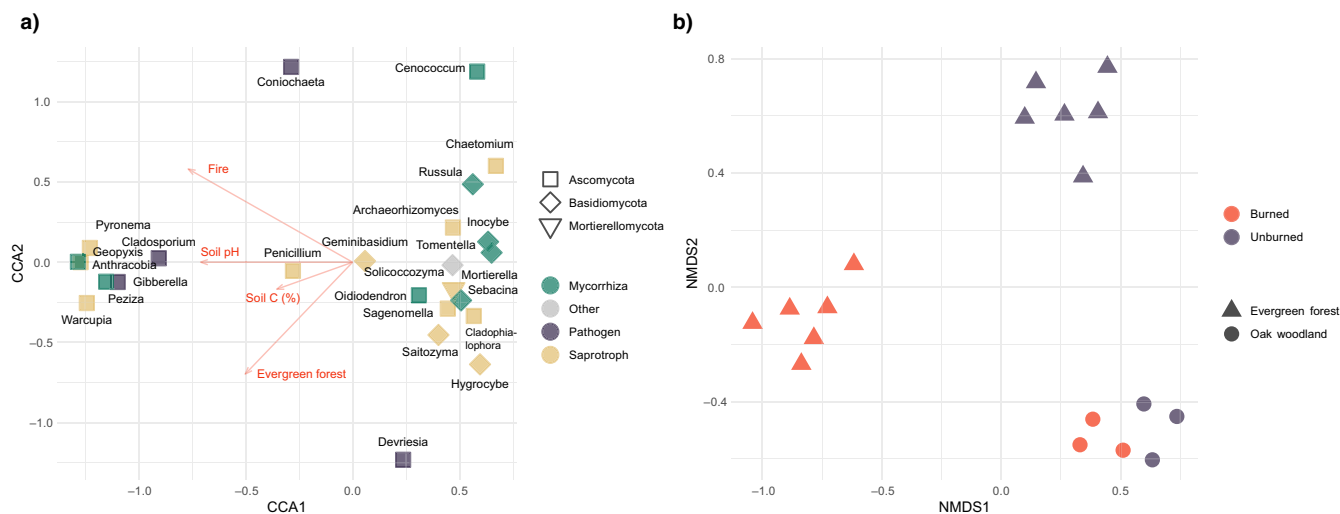 a)
CCA2
1.0
0.5
0.0
−0.5
−1.0
−1.0
−0.5
0.0
0.5
CCA1
Coniochaeta
Cenococcum
Chaetomium
Russula
Fire
Archaeorhizomyces
Inocybe
Pyronema
Cladosporium
Geopyxis
Soil pH
Geminibasidium
Tomentella
Anthracobia
Penicillium
Solicoccozyma
Mortierella
Gibberella
Sebacina
Peziza
Soil C (%)
Oidiodendron
Warcupia
Sagenomella
Cladophia-
lophora
Saitozyma
Evergreen forest
Hygrocybe
Devriesia
Ascomycota
Basidiomycota
Mortierellomycota
Mycorrhiza
Other
Pathogen
Saprotroph
b)
NMDS2
0.8
0.4
0.0
−0.4
−1.0
−0.5
0.0
0.5
NMDS1
Burned
Unburned
Evergreen forest
Oak woodland